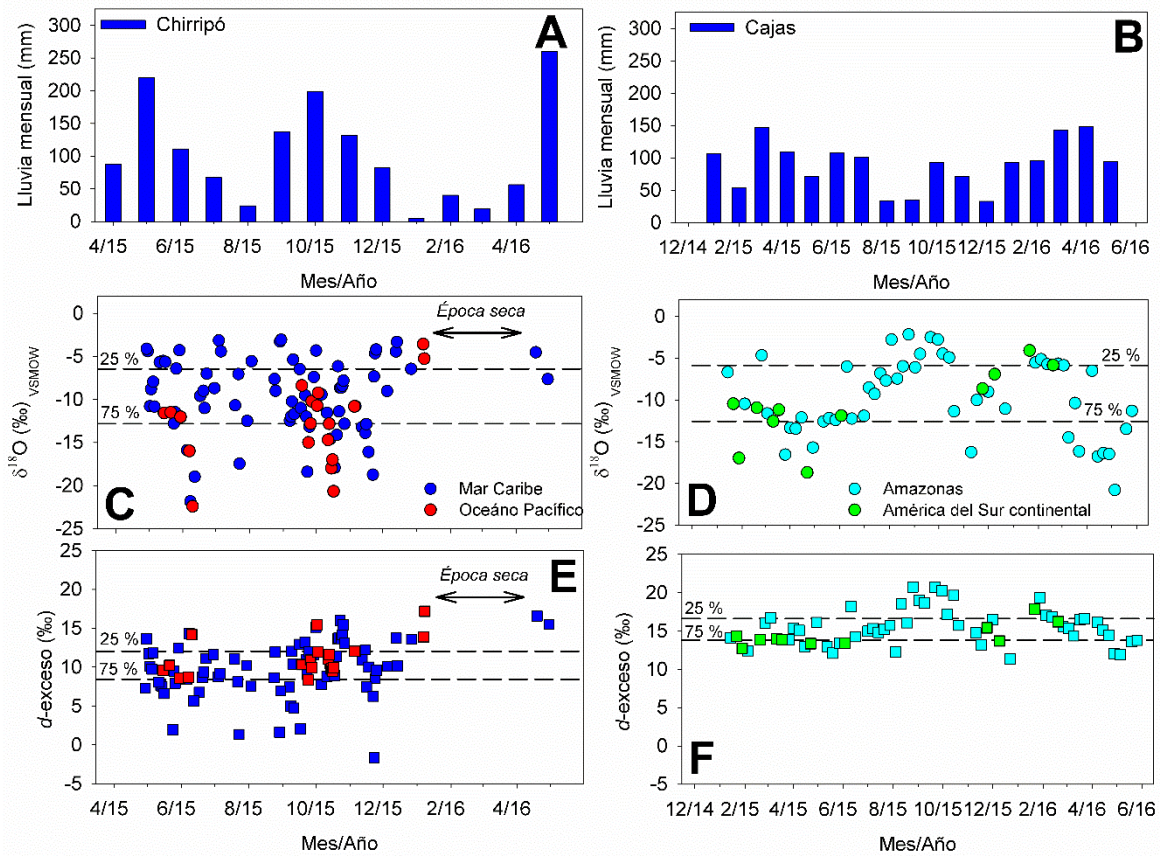 Chirripó
A
Lluvia mensual (mm)
300
250
200
150
100
50
0
4/15 6/15 8/15 10/15 12/15 2/16 4/16
Mes/Año
Cajas
B
Lluvia mensual (mm)
300
250
200
150
100
50
0
12/14 2/15 4/15 6/15 8/15 10/15 12/15 2/16 4/16 6/16
Mes/Año
δ18O (‰) VSMOW
0
-5
-10
-15
-20
-25
Época seca
25 %
75 %
C
Mar Caribe
Oceáno Pacífico
δ18O (‰) VSMOW
0
-5
-10
-15
-20
-25
25 %
75 %
D
Amazonas
América del Sur continental
d-exceso (‰)
25
20
15
10
5
0
-5
Época seca
E
25 %
75 %
4/15 6/15 8/15 10/15 12/15 2/16 4/16
Mes/Año
d-exceso (‰)
25
20
15
10
5
0
-5
25 %
75 %
F
12/14 2/15 4/15 6/15 8/15 10/15 12/15 2/16 4/16 6/16
Mes/Año